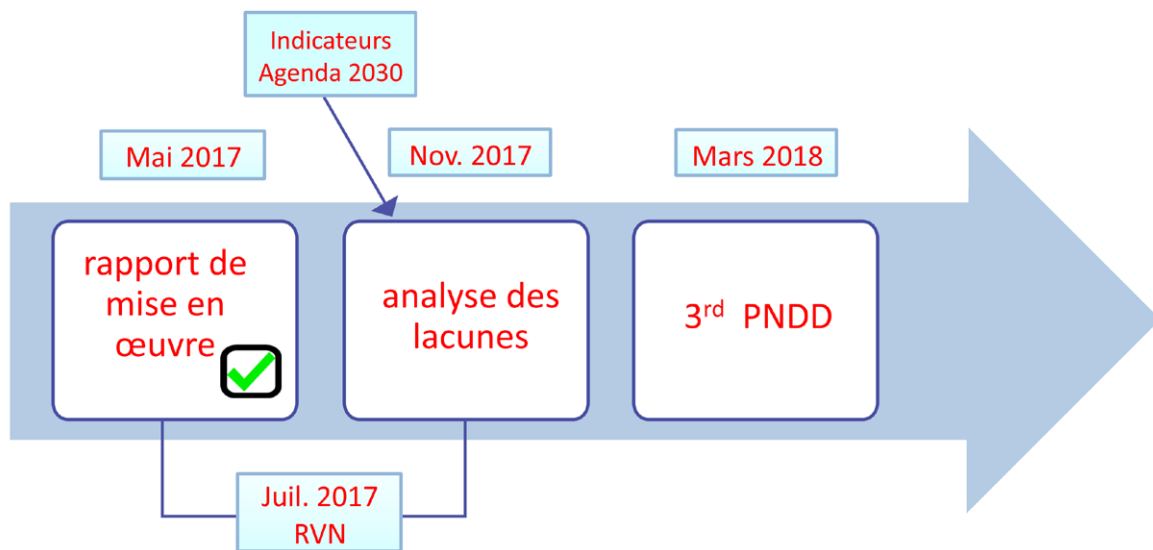 Indicateurs
Agenda 2030
Mai 2017
Nov. 2017
Mars 2018
rapport de
mise en
œuvre
analyse des
lacunes
3rd PNDD
Juil. 2017
RVN